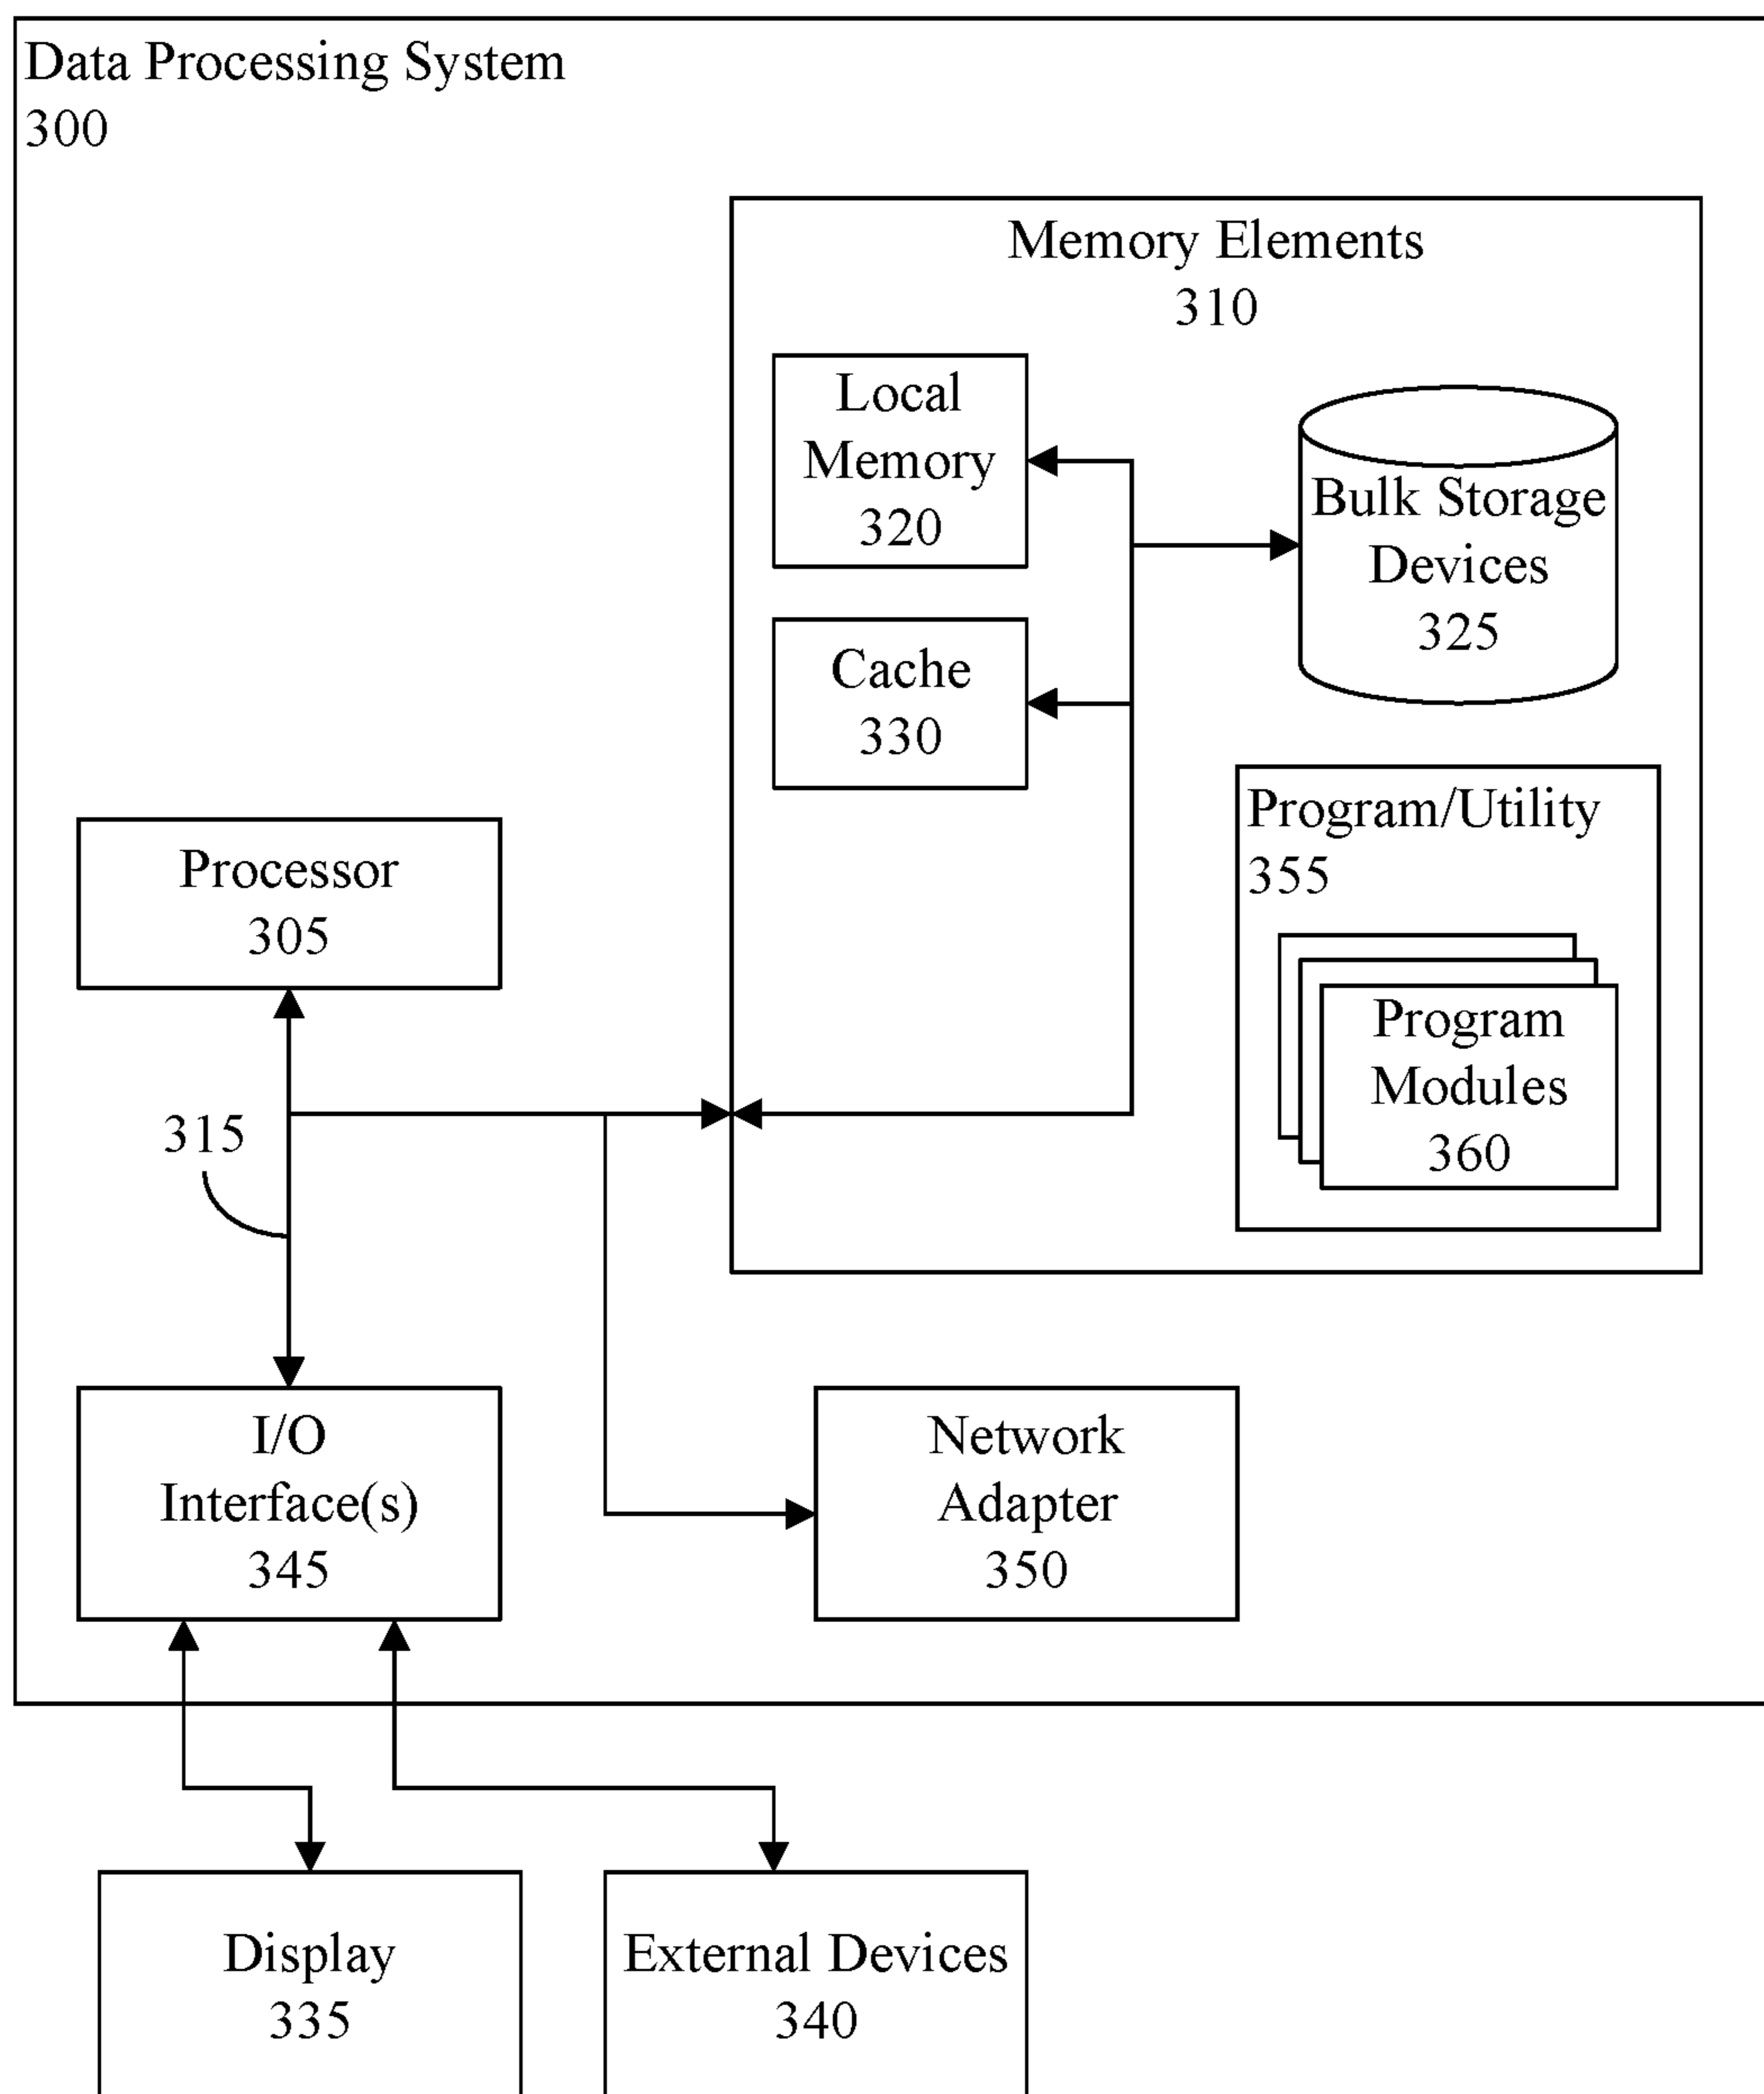 Data Processing System
300
Memory Elements
310
Local
Memory
320
Bulk Storage
Devices
325
Cache
330
Program/Utility
355
Program
Modules
360
Processor
305
315
I/O
Interface(s)
345
Network
Adapter
350
Display
335
External Devices
340